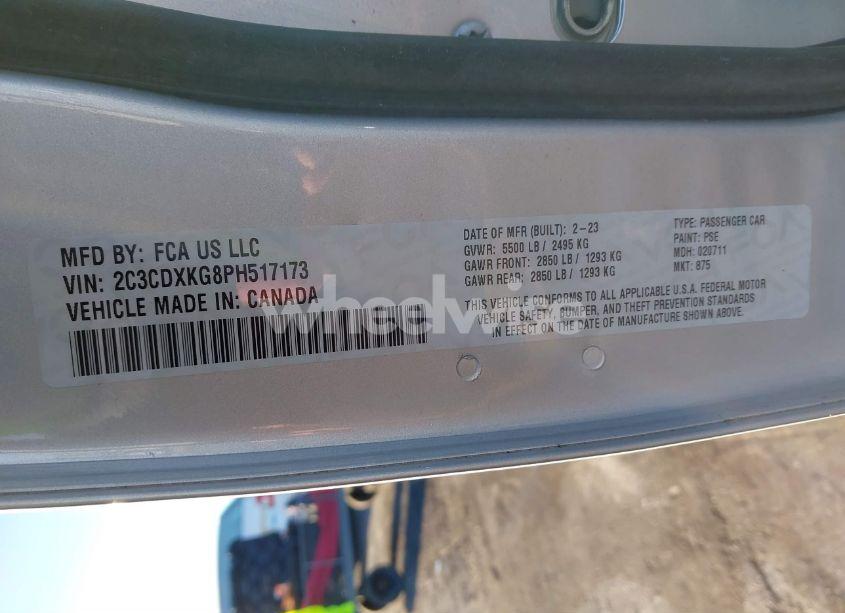 MFD BY: FCA US LLC
VIN: 2C3CDXKG8PH517173
VEHICLE MADE IN: CANADA
DATE OF MFR (BUILT): 2-23
GVWR: 5500 LB / 2495 KG
GAWR FRONT: 2850 LB / 1293 KG
GAWR REAR: 2850 LB / 1293 KG
TYPE: PASSENGER CAR
PAINT: PSE
MDH: 020711
MKT: 875
THIS VEHICLE CONFORMS TO ALL APPLICABLE U.S.A. FEDERAL MOTOR
VEHICLE SAFETY, BUMPER, AND THEFT PREVENTION STANDARDS
IN EFFECT ON THE DATE OF MANUFACTURE SHOWN ABOVE.